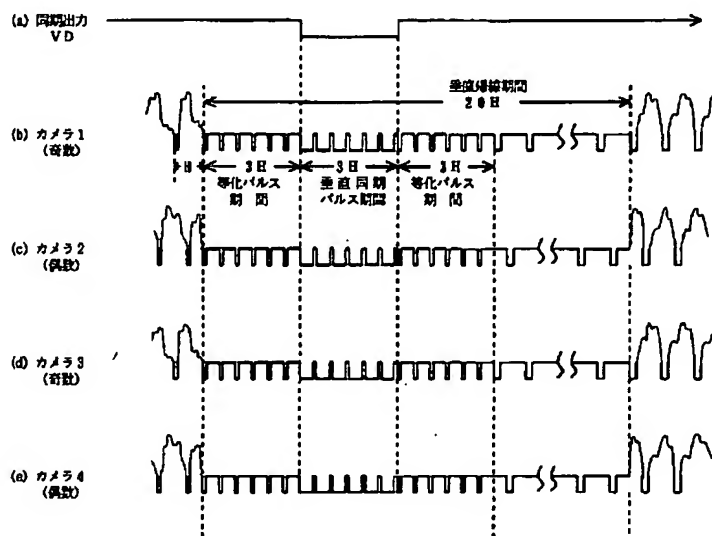 (a) 同期出力
VD
垂直帰線期間
20H
(b) カメラ1
(奇数)
H
3H
3H
3H
等化パルス
期間
垂直同期
パルス期間
等化パルス
期間
(c) カメラ2
(偶数)
(d) カメラ3
(奇数)
(e) カメラ4
(偶数)